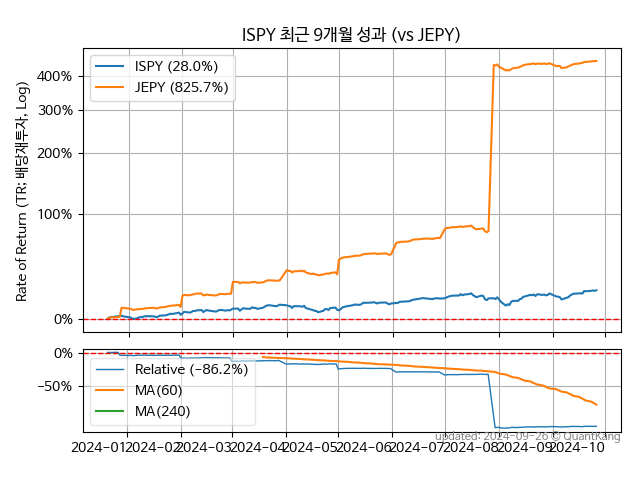 ISPY 최근 9개월 성과 (vs JEPY)
ISPY (28.0%)
JEPY (825.7%)
400%
300%
200%
100%
0%
Rate of Return (TR; 배당재투자, Log)
0%
−50%
Relative (−86.2%)
MA(60)
MA(240)
updated: 2024-09-26 © QuantKang
2024−01 2024−02 2024−03 2024−04 2024−05 2024−06 2024−07 2024−08 2024−09 2024−10